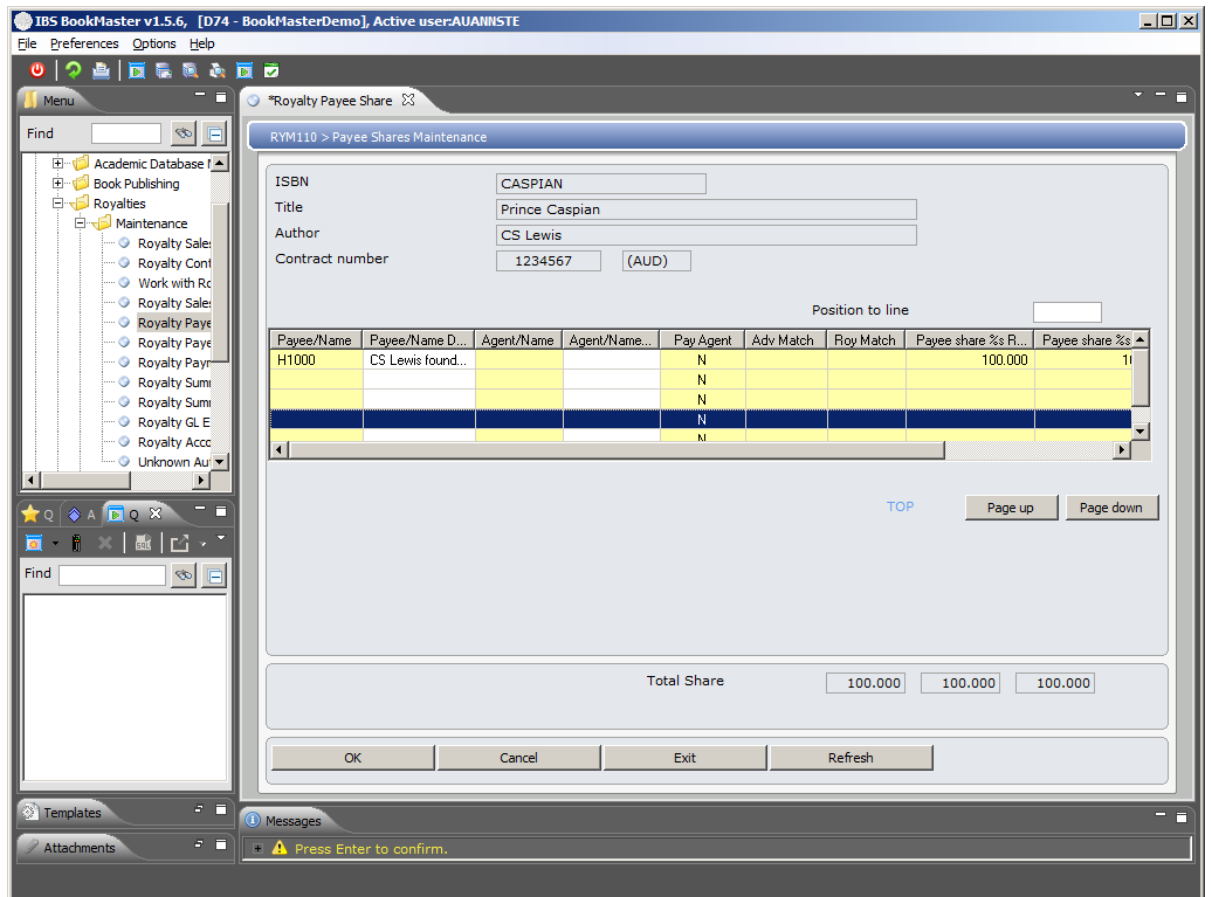 IBS BookMaster v1.5.6, [D74 - BookMasterDemo], Active user:AUANNSTE
File Preferences Options Help
Menu
Find
Academic Database
Book Publishing
Royalties
Maintenance
Royalty Sale
Royalty Cont
Work with Ro
Royalty Sale
Royalty Paye
Royalty Paye
Royalty Payr
Royalty Sum
Royalty Sum
Royalty GL E
Royalty Acco
Unknown Au
Q A Q
Find
Templates
Attachments
*Royalty Payee Share
RYM110 > Payee Shares Maintenance
ISBN CASPIAN
Title Prince Caspian
Author CS Lewis
Contract number 1234567 (AUD)
Position to line
Payee/Name Payee/Name D... Agent/Name Agent/Name... Pay Agent Adv Match Roy Match Payee share %s R... Payee share %s
H1000 CS Lewis found... N 100.000 10
N
N
N
N
TOP Page up Page down
Total Share 100.000 100.000 100.000
OK Cancel Exit Refresh
Messages
Press Enter to confirm.